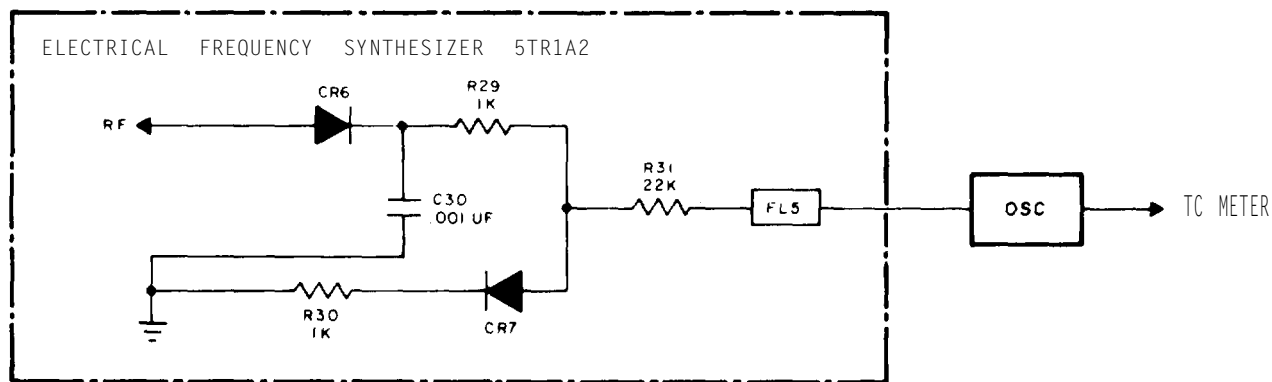 ELECTRICAL FREQUENCY SYNTHESIZER 5TR1A2
CR6
R29
1K
RF
R31
22K
C30
.001 UF
FL5
OSC
TC METER
R30
1K
CR7